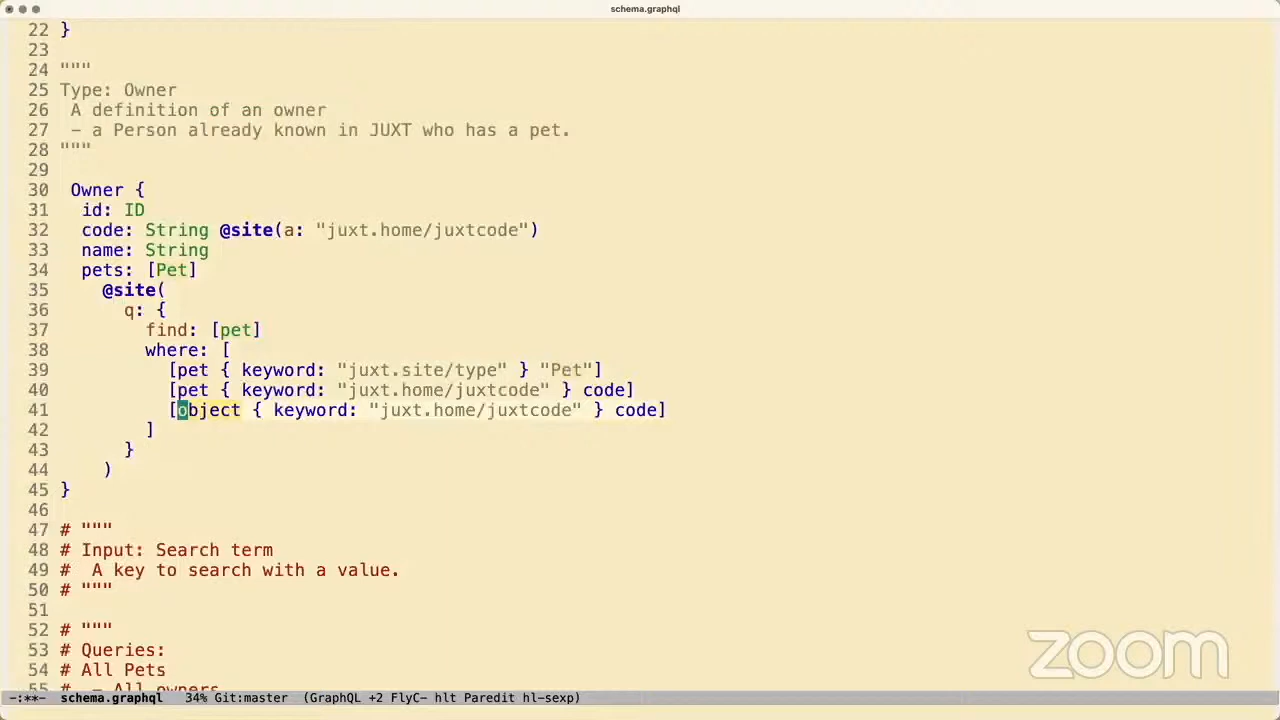 schema.graphql
22 }
23
24 """
25 Type: Owner
26 A definition of an owner
27 - a Person already known in JUXT who has a pet.
28 """
29
30 Owner {
31 id: ID
32 code: String @site(a: "juxt.home/juxtcode")
33 name: String
34 pets: [Pet]
35 @site(
36 q: {
37 find: [pet]
38 where: [
39 [pet { keyword: "juxt.site/type" } "Pet"]
40 [pet { keyword: "juxt.home/juxtcode" } code]
41 [object { keyword: "juxt.home/juxtcode" } code]
42 ]
43 }
44 )
45 }
46
47 # """
48 # Input: Search term
49 #  A key to search with a value.
50 # """
51
52 # """
53 # Queries:
54 # All Pets
55 #  - All owners
-:**-  schema.graphql  34% Git:master  (GraphQL +2 FlyC- hlt Paredit hl-sexp)
zoom